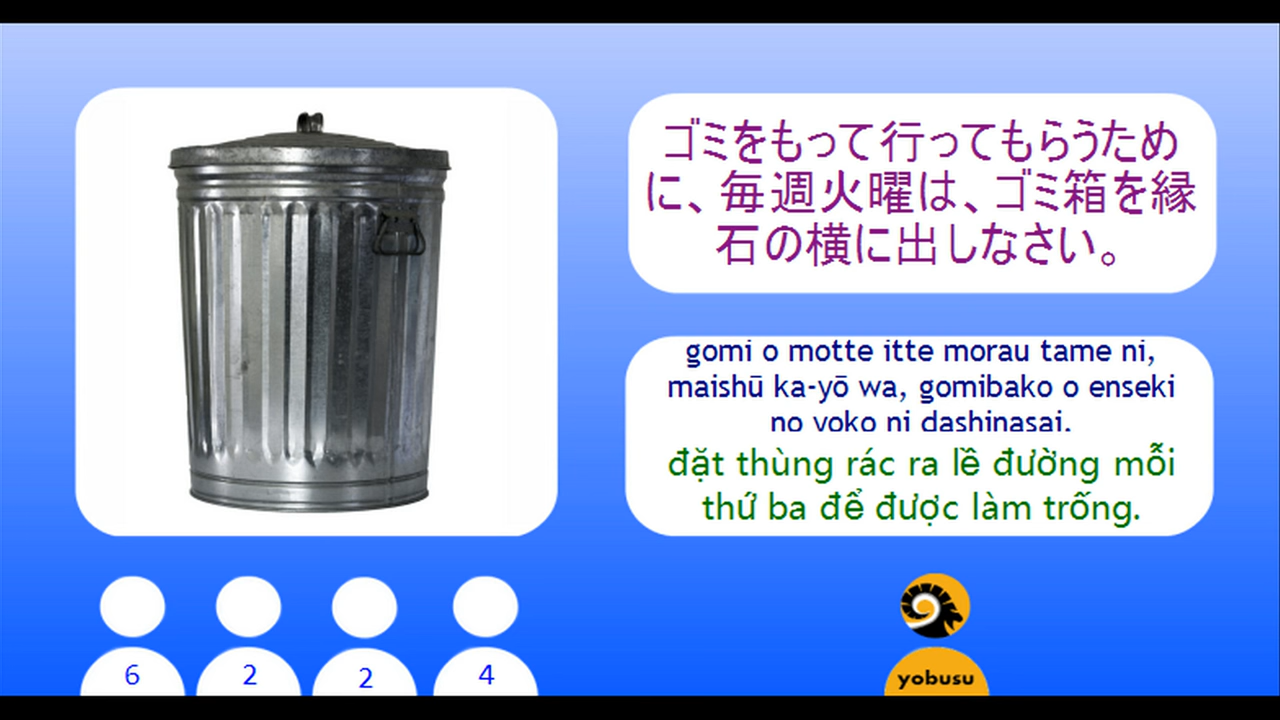 ゴミをもって行ってもらうため
に、毎週火曜は、ゴミ箱を縁
石の横に出しなさい。
gomi o motte itte morau tame ni,
maishū ka-yō wa, gomibako o enseki
no yoko ni dashinasai.
đặt thùng rác ra lề đường mỗi
thứ ba để được làm trống.
6 2 2 4
yobusu